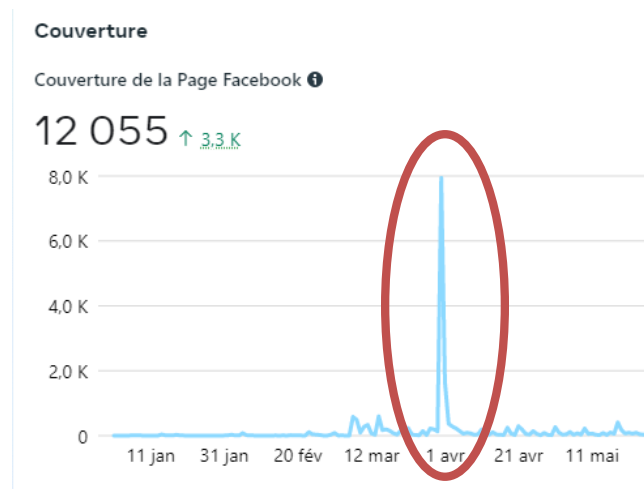 Couverture
Couverture de la Page Facebook
12 055 ↑ 3,3 K
8,0 K
6,0 K
4,0 K
2,0 K
0
11 jan 31 jan 20 fév 12 mar 1 avr 21 avr 11 mai